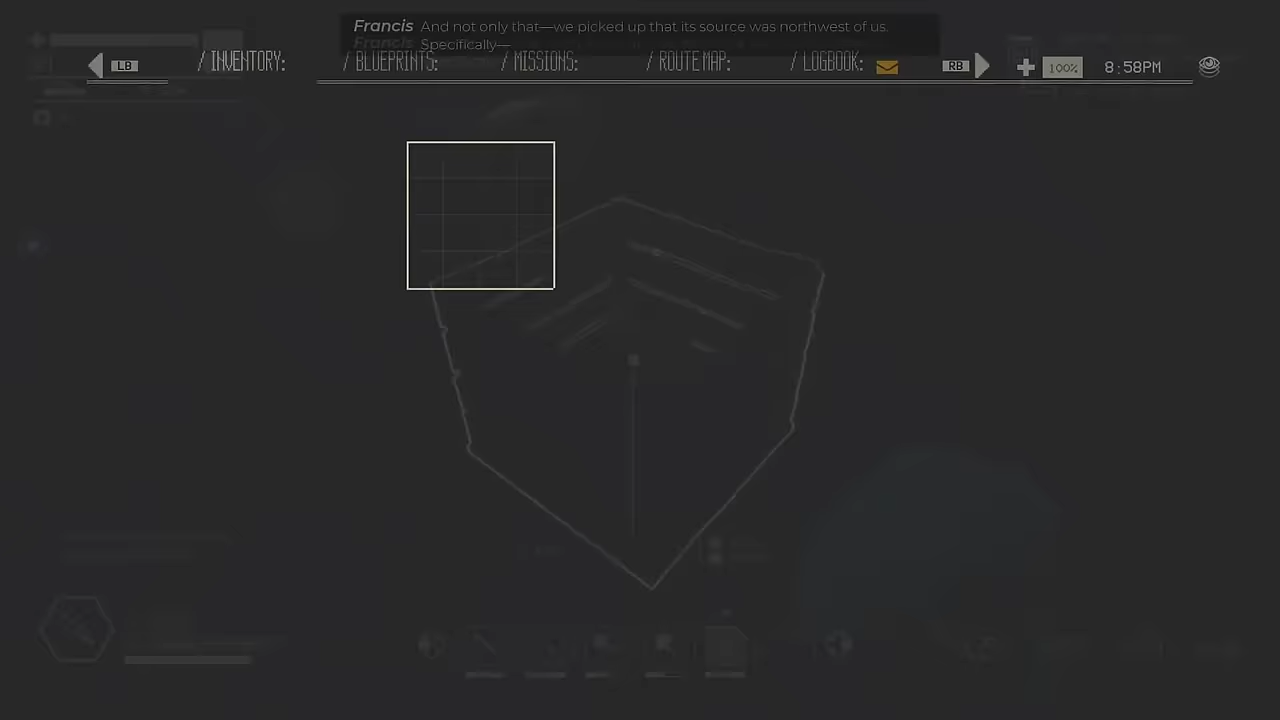 Francis And not only that—we picked up that its source was northwest of us.
Francis Specifically—
LB / INVENTORY: / BLUEPRINTS: / MISSIONS: / ROUTE MAP: / LOGBOOK: RB 100% 8:58PM